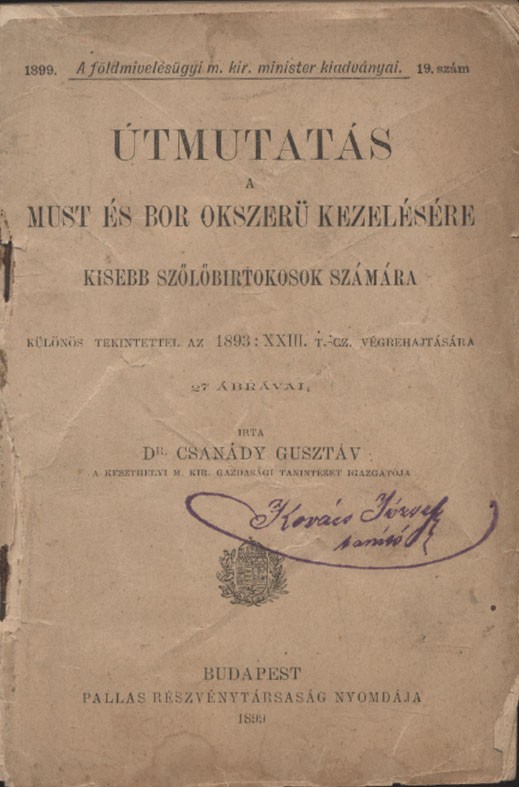 1899. A földmivelésügyi m. kir. minister kiadványai. 19. szám
ÚTMUTATÁS
A
MUST ÉS BOR OKSZERÜ KEZELÉSÉRE
KISEBB SZŐLŐBIRTOKOSOK SZÁMÁRA
KÜLÖNÖS TEKINTETTEL AZ 1893 : XXIII. T.-CZ. VÉGREHAJTÁSÁRA
27 ÁBRÁVAL
IRTA
DR. CSANÁDY GUSZTÁV
A KESZTHELYI M. KIR. GAZDASÁGI TANINTÉZET IGAZGATÓJA
Kovács József
tanító
BUDAPEST
PALLAS RÉSZVÉNYTÁRSASÁG NYOMDÁJA
1899